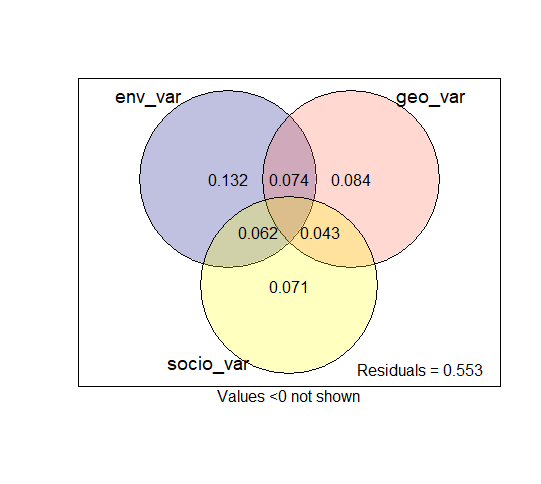 env_var
geo_var
0.132
0.074
0.084
0.062
0.043
0.071
socio_var
Residuals = 0.553
Values <0 not shown